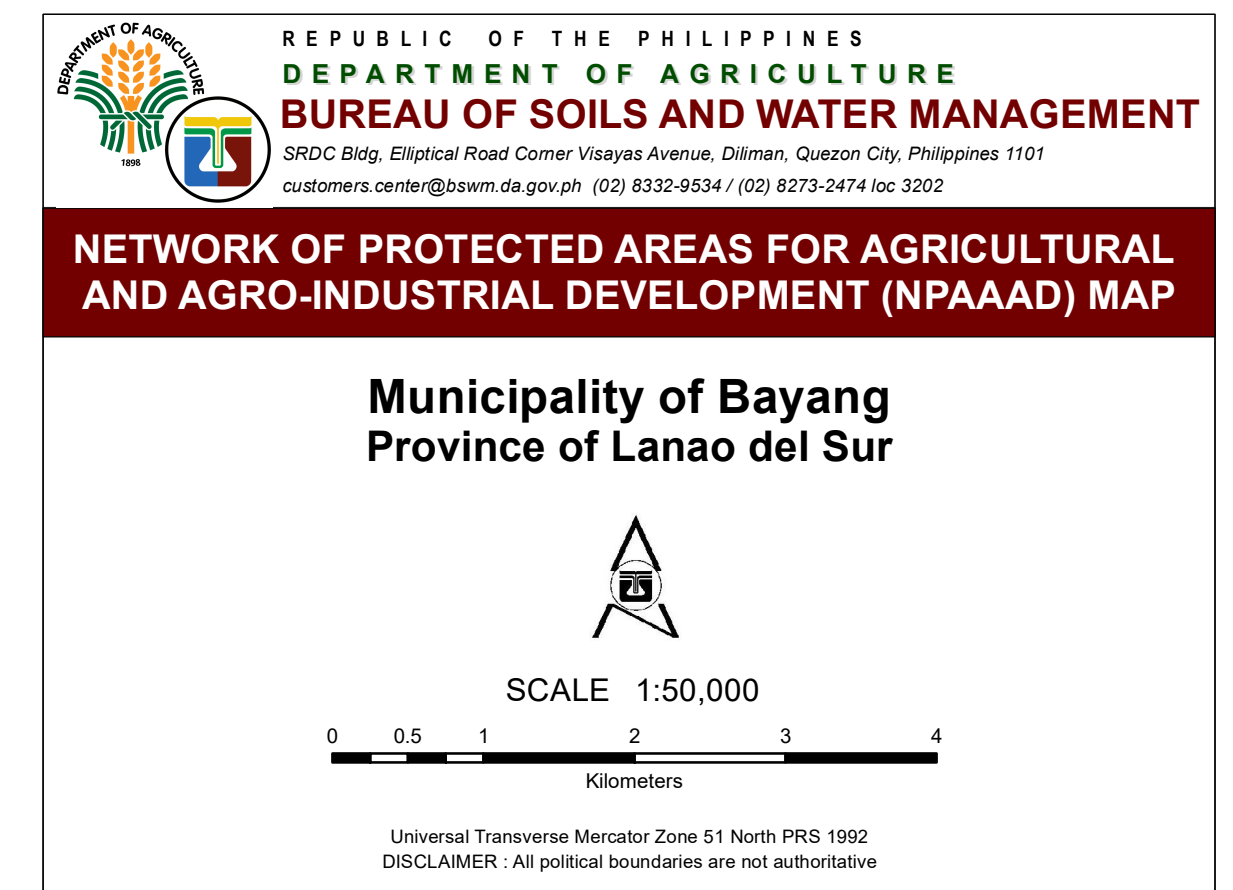 DEPARTMENT OF AGRICULTURE
1898
REPUBLIC OF THE PHILIPPINES
DEPARTMENT OF AGRICULTURE
BUREAU OF SOILS AND WATER MANAGEMENT
SRDC Bldg, Elliptical Road Corner Visayas Avenue, Diliman, Quezon City, Philippines 1101
customers.center@bswm.da.gov.ph (02) 8332-9534 / (02) 8273-2474 loc 3202
NETWORK OF PROTECTED AREAS FOR AGRICULTURAL
AND AGRO-INDUSTRIAL DEVELOPMENT (NPAAAD) MAP
Municipality of Bayang
Province of Lanao del Sur
SCALE 1:50,000
0 0.5 1 2 3 4
Kilometers
Universal Transverse Mercator Zone 51 North PRS 1992
DISCLAIMER : All political boundaries are not authoritative